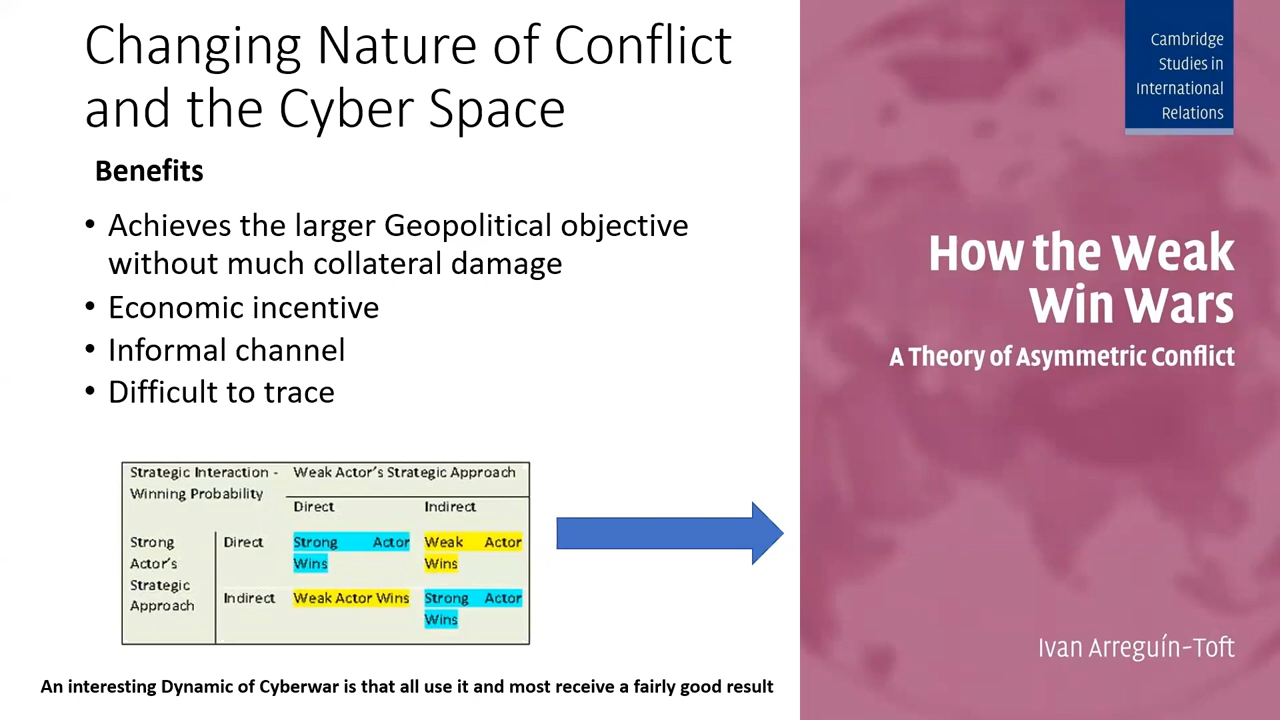 Changing Nature of Conflict
and the Cyber Space
Benefits
• Achieves the larger Geopolitical objective
without much collateral damage
• Economic incentive
• Informal channel
• Difficult to trace
Strategic Interaction -
Winning Probability
Weak Actor's Strategic Approach
Direct Indirect
Strong
Actor's
Strategic
Approach
Direct
Strong Actor
Wins
Weak Actor
Wins
Indirect
Weak Actor Wins
Strong Actor
Wins
An interesting Dynamic of Cyberwar is that all use it and most receive a fairly good result
Cambridge
Studies in
International
Relations
How the Weak
Win Wars
A Theory of Asymmetric Conflict
Ivan Arreguín-Toft